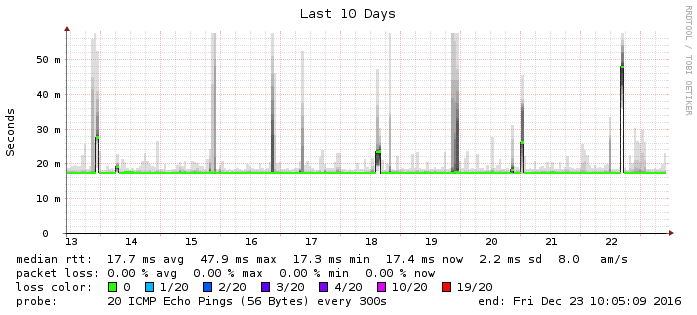 Last 10 Days
RRDTOOL / TOBI OETIKER
Seconds
50 m
40 m
30 m
20 m
10 m
0
13 14 15 16 17 18 19 20 21 22
median rtt: 17.7 ms avg 47.9 ms max 17.3 ms min 17.4 ms now 2.2 ms sd 8.0 am/s
packet loss: 0.00 % avg 0.00 % max 0.00 % min 0.00 % now
loss color: 0 1/20 2/20 3/20 4/20 10/20 19/20
probe: 20 ICMP Echo Pings (56 Bytes) every 300s end: Fri Dec 23 10:05:09 2016